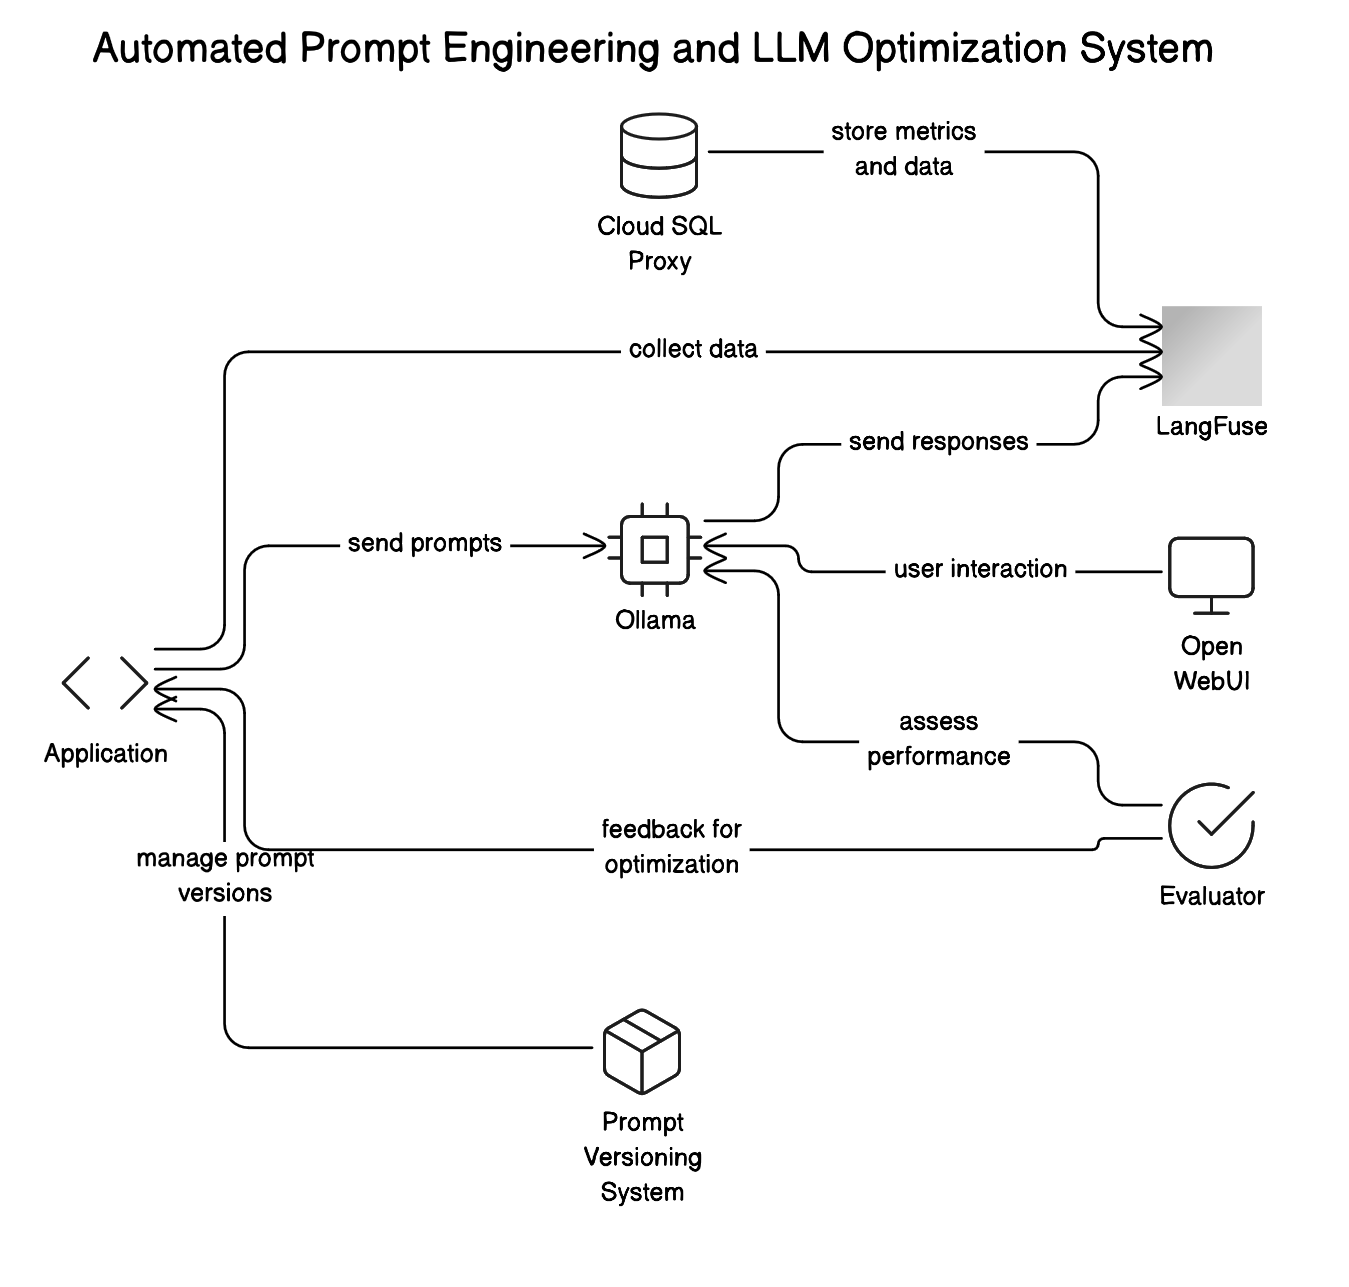 Automated Prompt Engineering and LLM Optimization System
store metrics
and data
Cloud SQL
Proxy
collect data
LangFuse
send responses
send prompts
user interaction
Ollama
Open
WebUI
assess
performance
Application
feedback for
optimization
manage prompt
versions
Evaluator
Prompt
Versioning
System